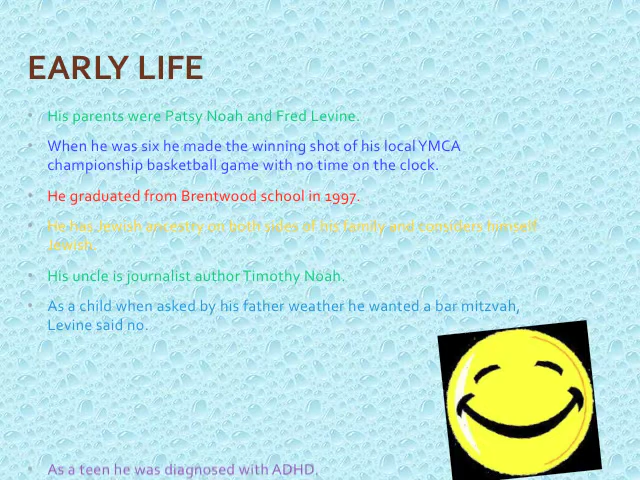 EARLY LIFE
• His parents were Patsy Noah and Fred Levine.
• When he was six he made the winning shot of his local YMCA
championship basketball game with no time on the clock.
• He graduated from Brentwood school in 1997.
• He has Jewish ancestry on both sides of his family and considers himself
Jewish.
• His uncle is journalist author Timothy Noah.
• As a child when asked by his father weather he wanted a bar mitzvah,
Levine said no.
• As a teen he was diagnosed with ADHD.